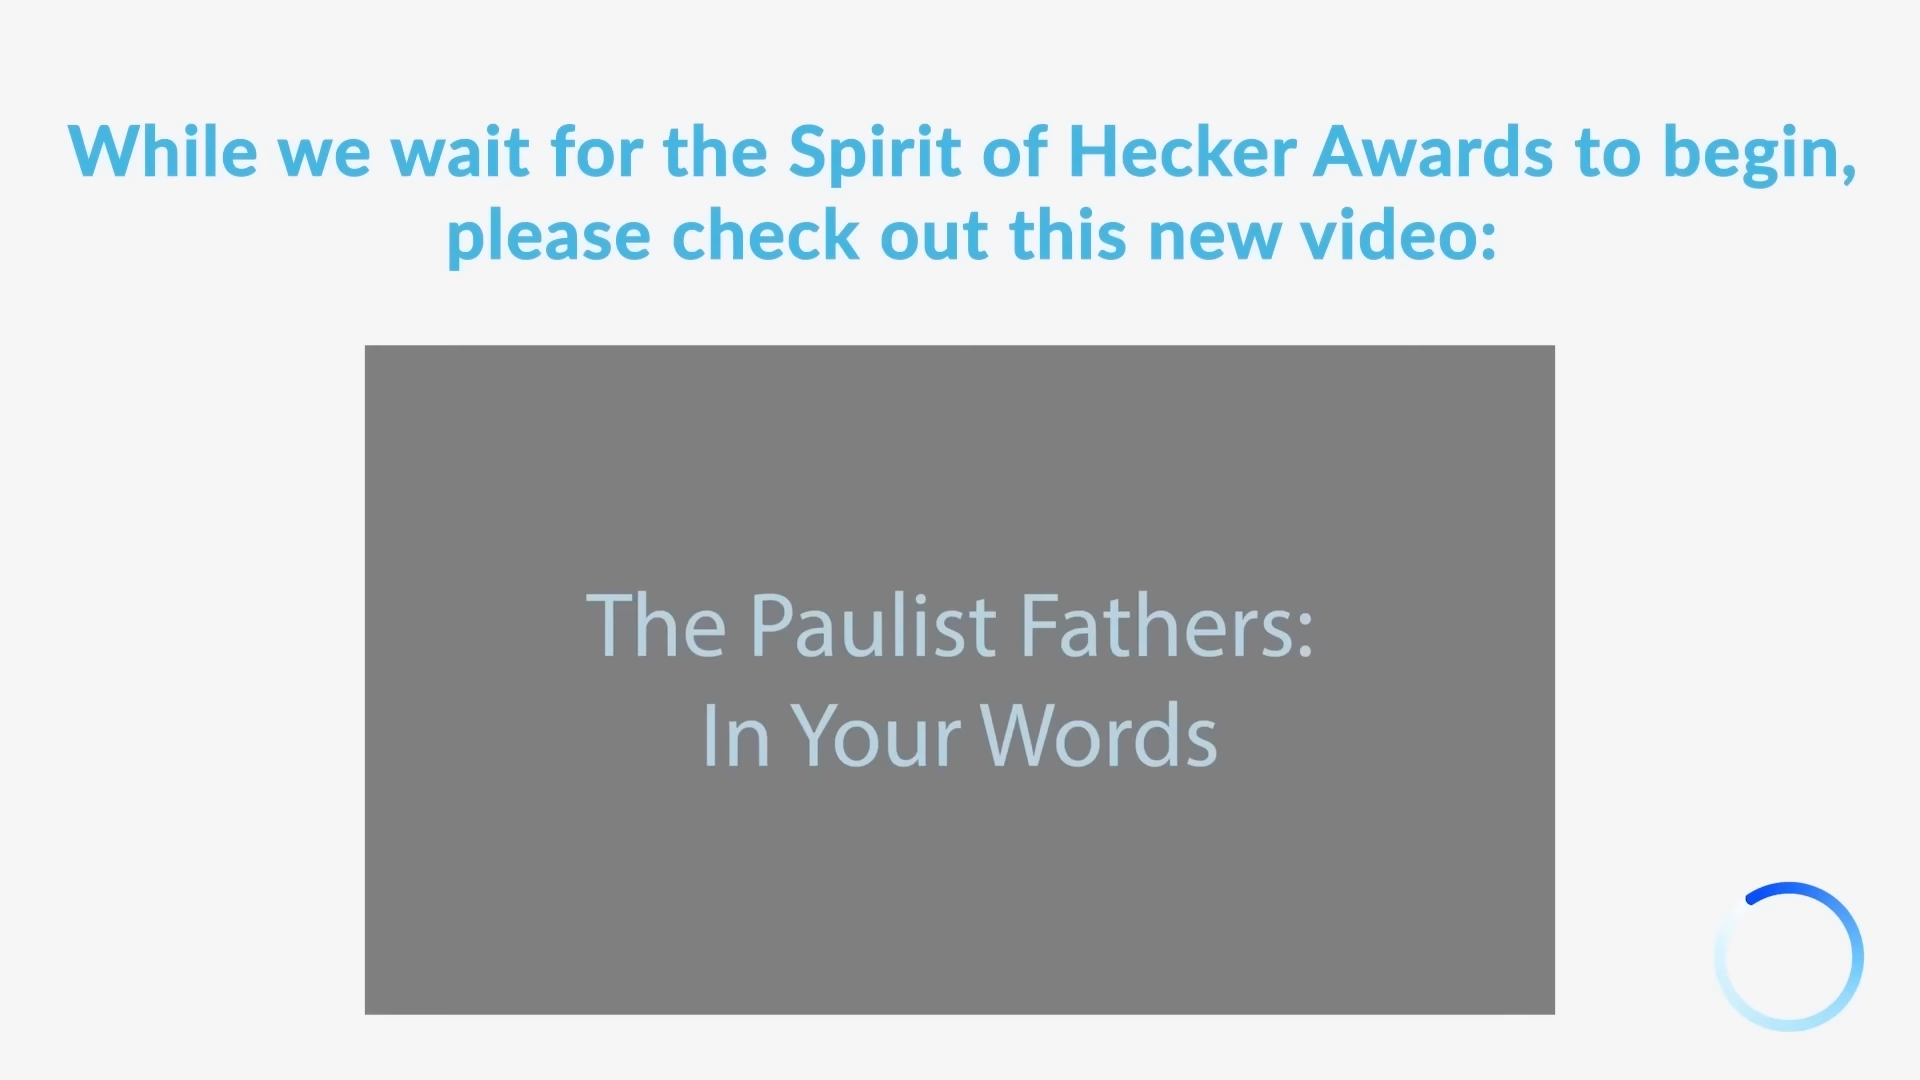 While we wait for the Spirit of Hecker Awards to begin,
please check out this new video:
The Paulist Fathers:
In Your Words